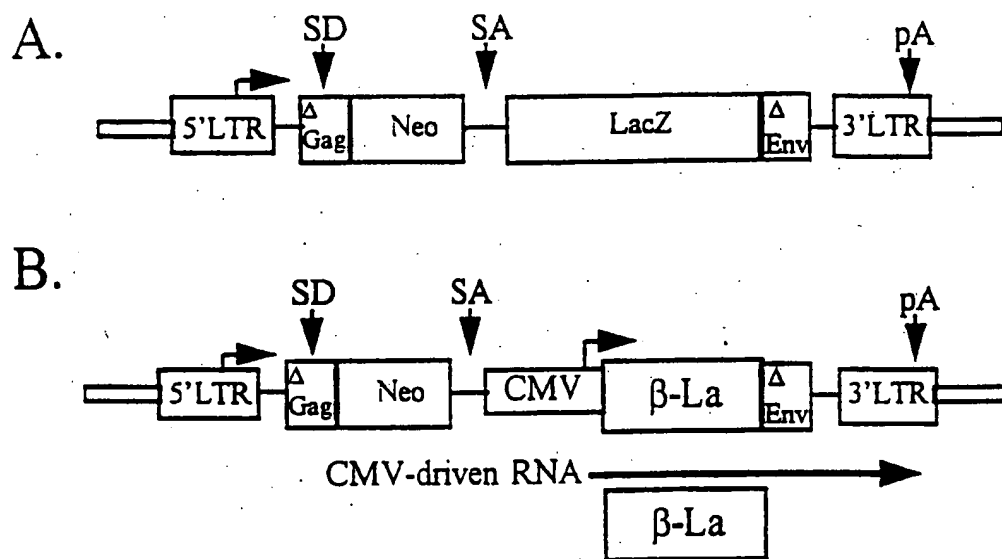 A.
SD SA pA
5'LTR Δ Gag Neo LacZ Δ Env 3'LTR
B.
SD SA pA
5'LTR Δ Gag Neo CMV β-La Δ Env 3'LTR
CMV-driven RNA
β-La